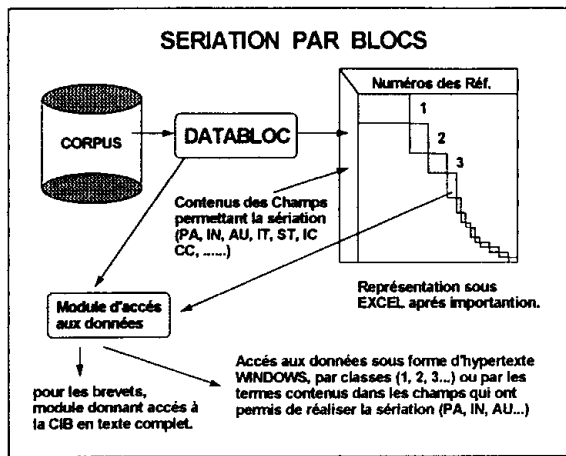 SERIATION PAR BLOCS
Numéros des Réf.
1
2
3
CORPUS
DATABLOC
Contenus des Champs
permettant la sériation
(PA, IN, AU, IT, ST, IC
CC, ......)
Représentation sous
EXCEL aprés importantion.
Module d'accés
aux données
pour les brevets,
module donnant accés à
la CIB en texte complet.
Accés aux données sous forme d'hypertexte
WINDOWS, par classes (1, 2, 3...) ou par les
termes contenus dans les champs qui ont
permis de réaliser la sériation (PA, IN, AU...)